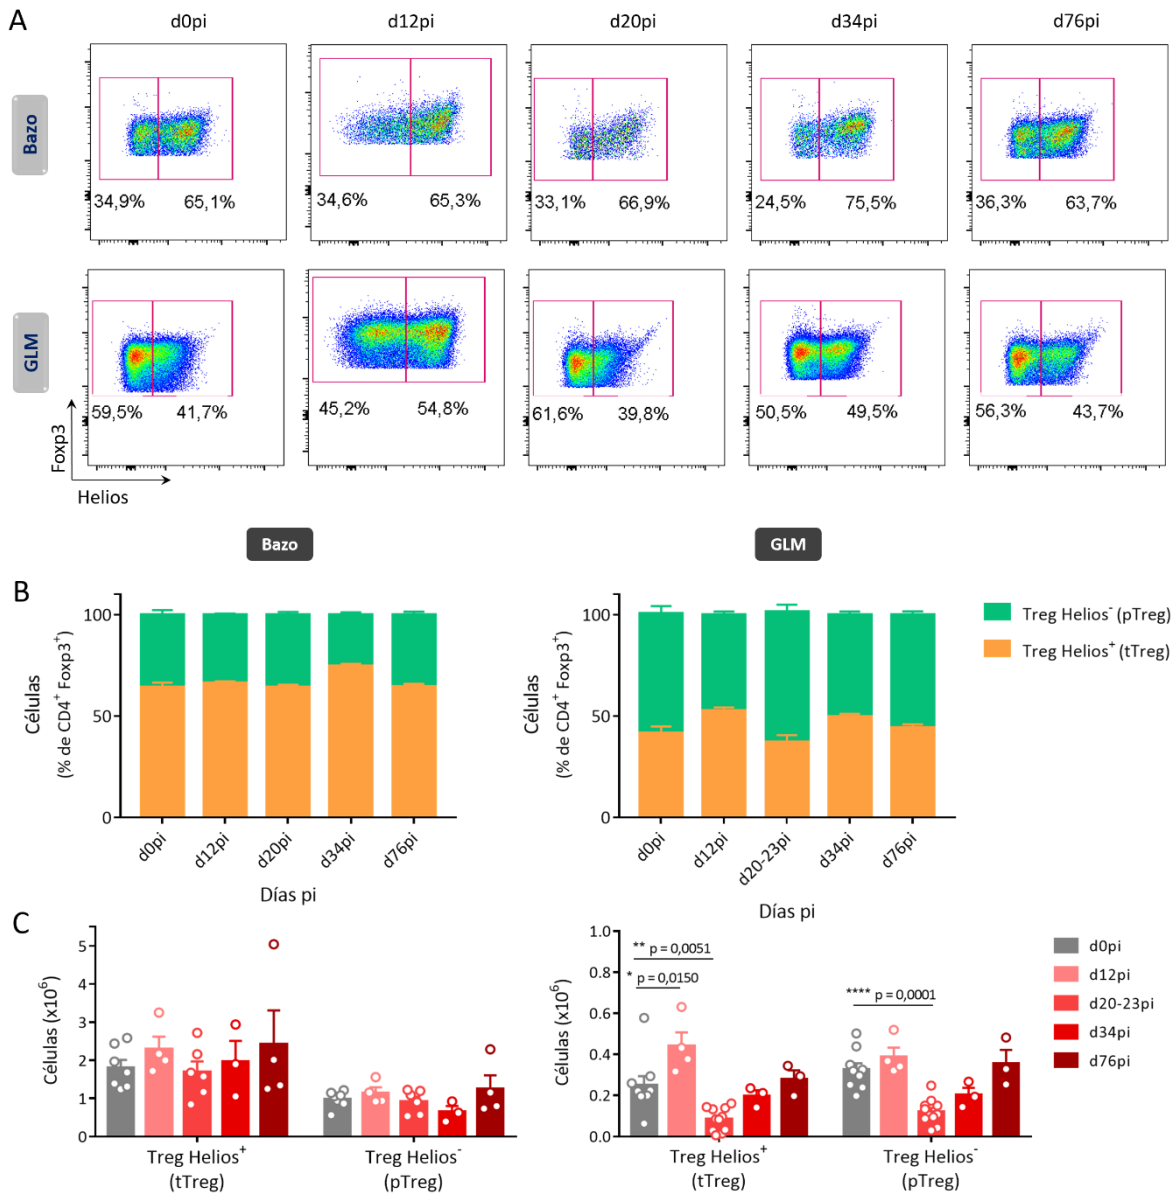 A
d0pi d12pi d20pi d34pi d76pi
Bazo
34,9% 65,1% 34,6% 65,3% 33,1% 66,9% 24,5% 75,5% 36,3% 63,7%
GLM
59,5% 41,7% 45,2% 54,8% 61,6% 39,8% 50,5% 49,5% 56,3% 43,7%
Foxp3
Helios
Bazo GLM
B
Células
(% de CD4⁺ Foxp3⁺)
100
50
0
d0pi d12pi d20pi d34pi d76pi
Días pi
Células
(% de CD4⁺ Foxp3⁺)
100
50
0
d0pi d12pi d20-23pi d34pi d76pi
Días pi
Treg Helios⁻ (pTreg)
Treg Helios⁺ (tTreg)
C
Células (x10⁶)
5
4
3
2
1
0
Treg Helios⁺ Treg Helios⁻
(tTreg) (pTreg)
Células (x10⁶)
1.0
0.8
0.6
0.4
0.2
0.0
** p = 0,0051
* p = 0,0150
**** p = 0,0001
Treg Helios⁺ Treg Helios⁻
(tTreg) (pTreg)
d0pi
d12pi
d20-23pi
d34pi
d76pi